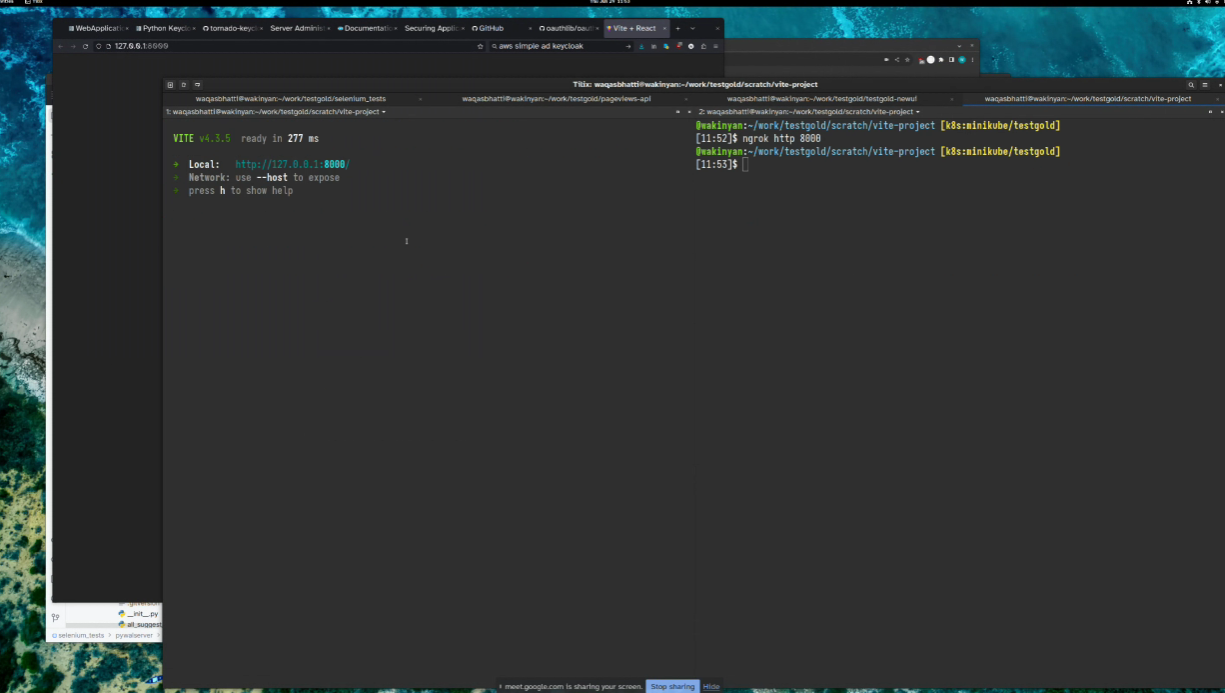 WebApplicati
Python Keycl
tornado-keyc
Server Adminis
Documentati
Securing Applic
GitHub
oauthlib/oaut
Vite + React
127.0.0.1:8000
aws simple ad keycloak
Tilix: waqasbhatti@wakinyan:~/work/testgold/scratch/vite-project
waqasbhatti@wakinyan:~/work/testgold/selenium_tests
waqasbhatti@wakinyan:~/work/testgold/pageviews-api
waqasbhatti@wakinyan:~/work/testgold/testgold-newui
waqasbhatti@wakinyan:~/work/testgold/scratch/vite-project
1: waqasbhatti@wakinyan:~/work/testgold/scratch/vite-project
2: waqasbhatti@wakinyan:~/work/testgold/scratch/vite-project
VITE v4.3.5 ready in 277 ms
➜ Local: http://127.0.0.1:8000/
➜ Network: use --host to expose
➜ press h to show help
@wakinyan:~/work/testgold/scratch/vite-project [k8s:minikube/testgold]
[11:52]$ ngrok http 8000
@wakinyan:~/work/testgold/scratch/vite-project [k8s:minikube/testgold]
[11:53]$
__init__.py
all_suggest
selenium_tests › pywalserver ›
meet.google.com is sharing your screen.
Stop sharing
Hide